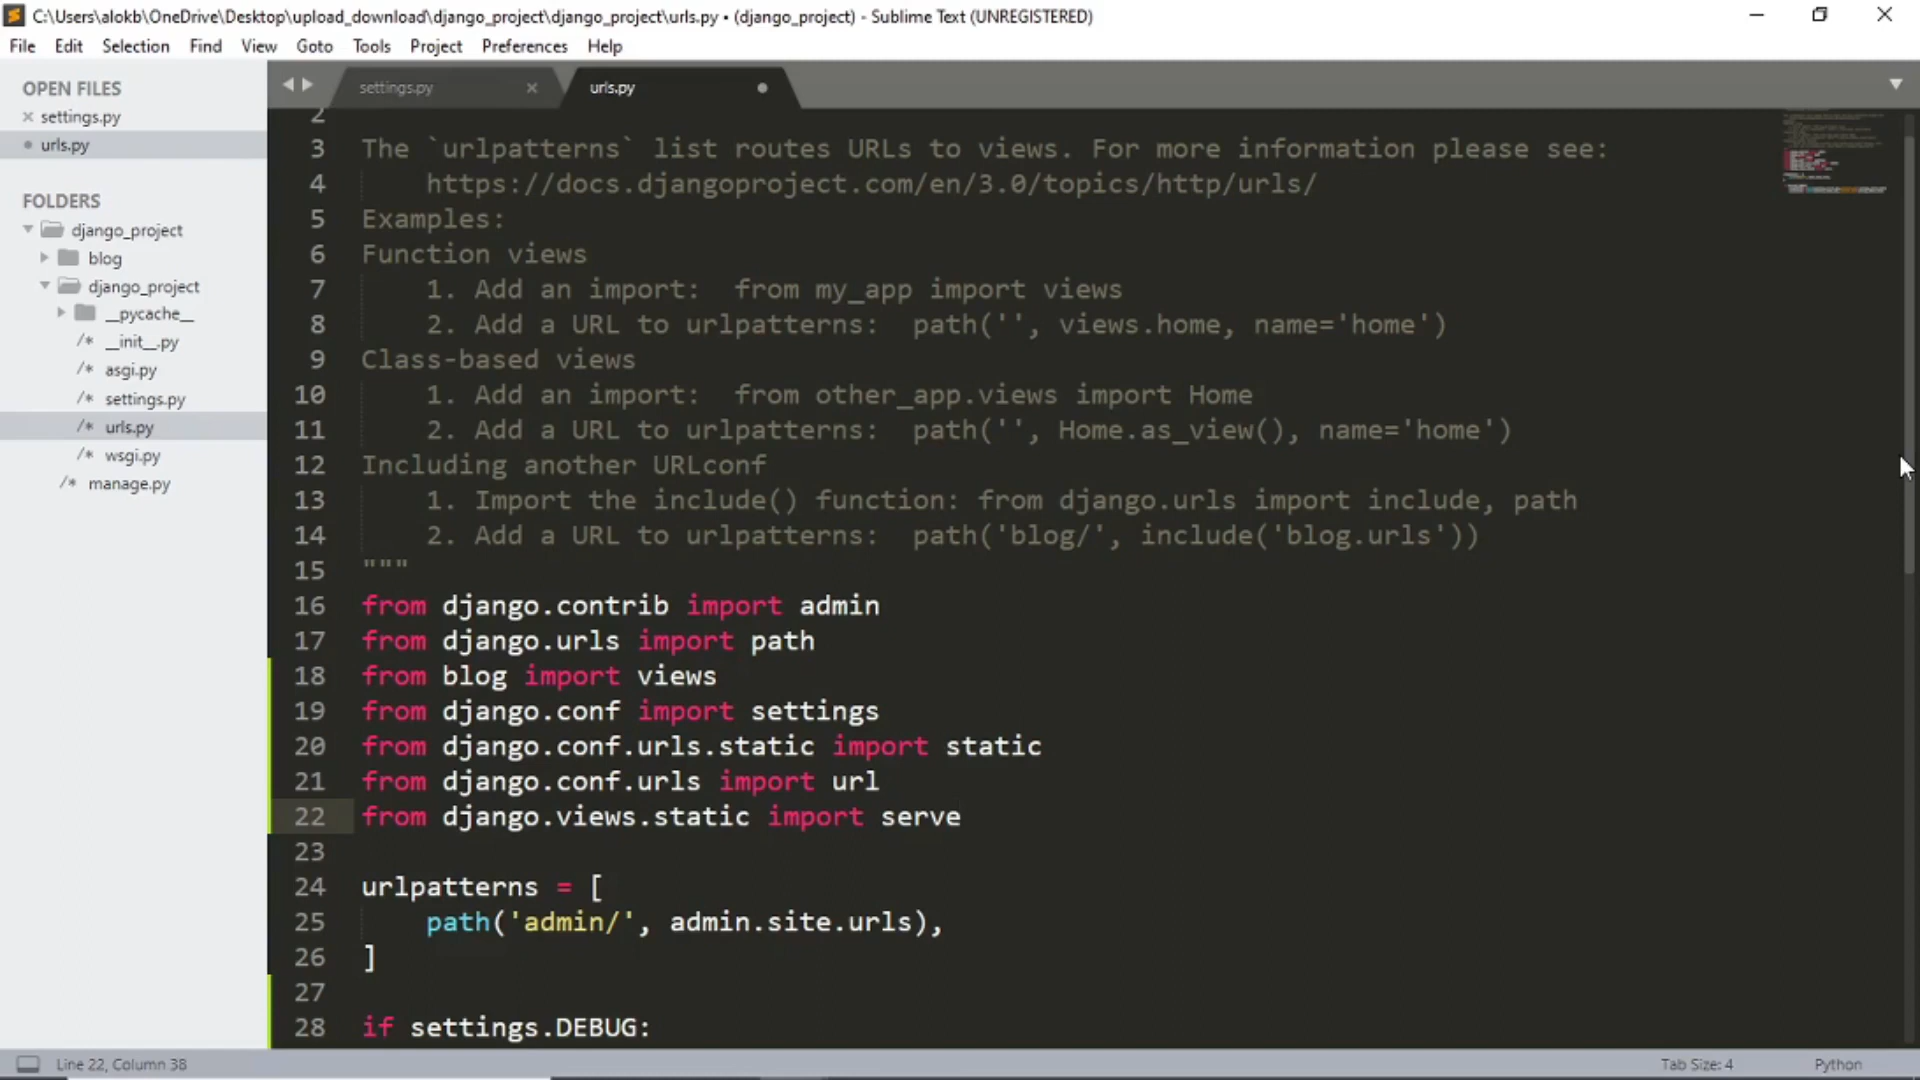 C:\Users\alokb\OneDrive\Desktop\upload_download\django_project\django_project\urls.py • (django_project) - Sublime Text (UNREGISTERED)
File Edit Selection Find View Goto Tools Project Preferences Help
OPEN FILES
settings.py
urls.py
FOLDERS
django_project
blog
django_project
__pycache__
/* __init__.py
/* asgi.py
/* settings.py
/* urls.py
/* wsgi.py
/* manage.py
settings.py urls.py
2
3 The `urlpatterns` list routes URLs to views. For more information please see:
4 https://docs.djangoproject.com/en/3.0/topics/http/urls/
5 Examples:
6 Function views
7 1. Add an import:  from my_app import views
8 2. Add a URL to urlpatterns:  path('', views.home, name='home')
9 Class-based views
10 1. Add an import:  from other_app.views import Home
11 2. Add a URL to urlpatterns:  path('', Home.as_view(), name='home')
12 Including another URLconf
13 1. Import the include() function: from django.urls import include, path
14 2. Add a URL to urlpatterns:  path('blog/', include('blog.urls'))
15 """
16 from django.contrib import admin
17 from django.urls import path
18 from blog import views
19 from django.conf import settings
20 from django.conf.urls.static import static
21 from django.conf.urls import url
22 from django.views.static import serve
23
24 urlpatterns = [
25 path('admin/', admin.site.urls),
26 ]
27
28 if settings.DEBUG:
Line 22, Column 38
Tab Size: 4
Python